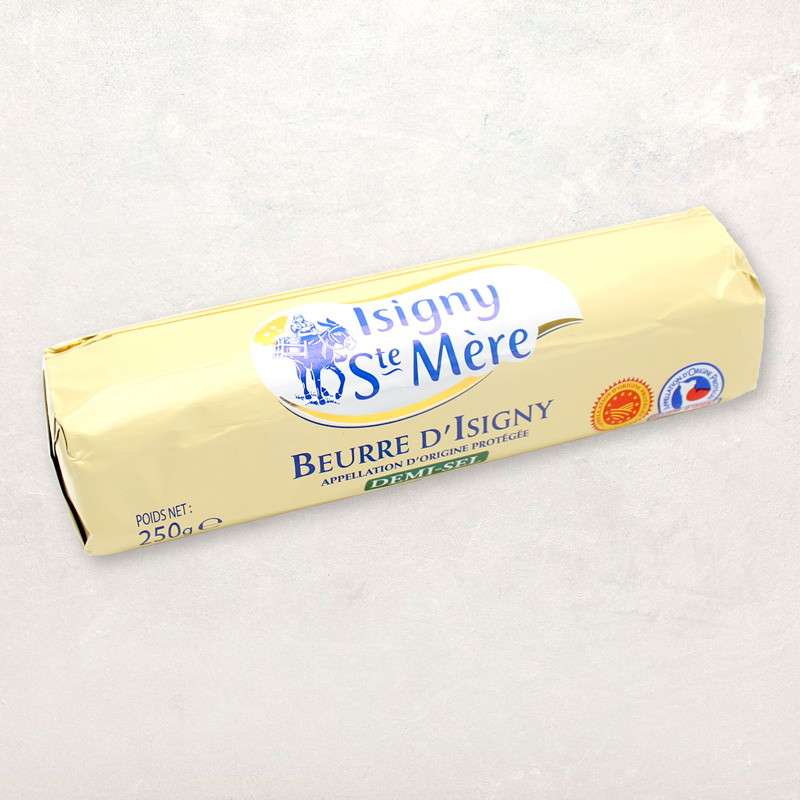 Isigny
Ste Mère
BEURRE D'ISIGNY
APPELLATION D'ORIGINE PROTÉGÉE
DEMI-SEL
POIDS NET :
250g e